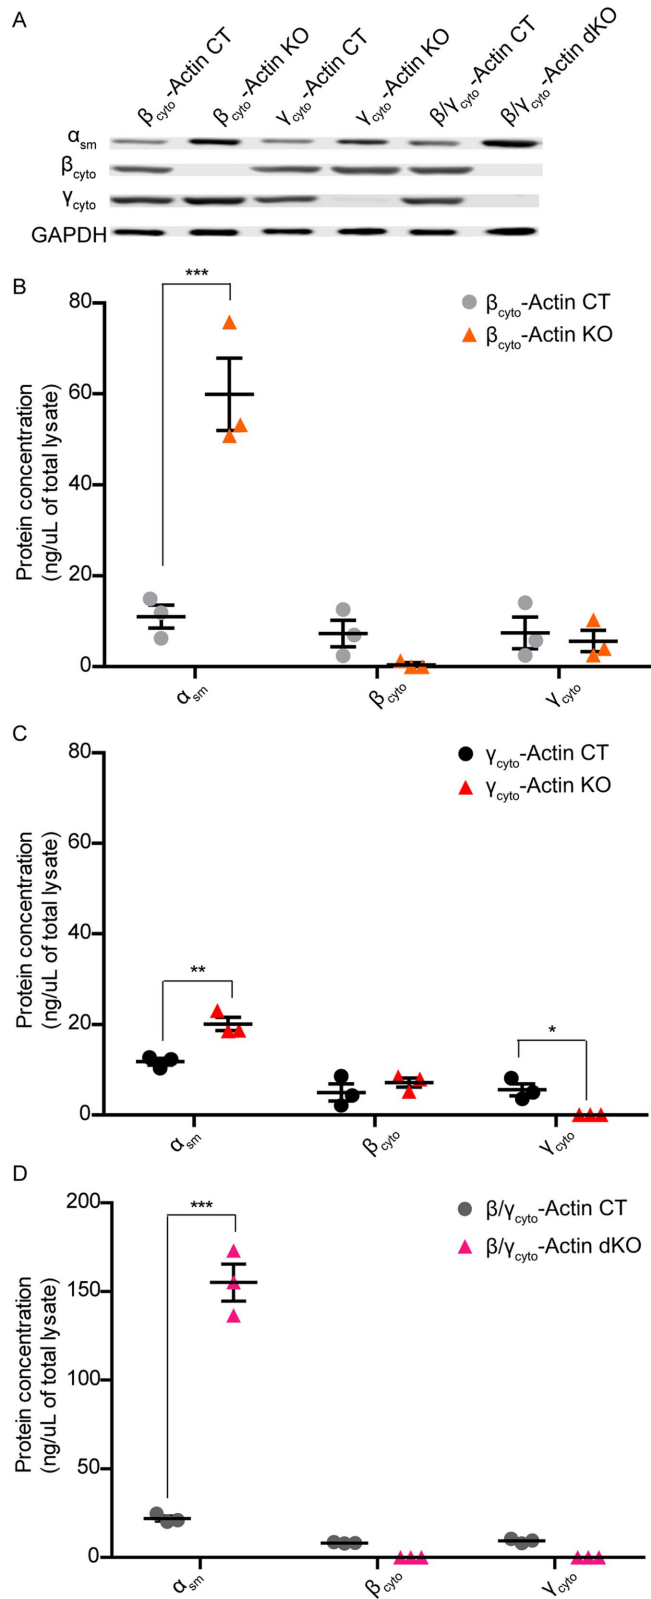 A
βcyto-Actin CT
βcyto-Actin KO
γcyto-Actin CT
γcyto-Actin KO
β/γcyto-Actin CT
β/γcyto-Actin dKO
αsm
βcyto
γcyto
GAPDH
B
***
βcyto-Actin CT
βcyto-Actin KO
Protein concentration
(ng/uL of total lysate)
80
60
40
20
0
αsm
βcyto
γcyto
C
γcyto-Actin CT
γcyto-Actin KO
Protein concentration
(ng/uL of total lysate)
80
60
40
20
0
**
*
αsm
βcyto
γcyto
D
***
β/γcyto-Actin CT
β/γcyto-Actin dKO
Protein concentration
(ng/uL of total lysate)
200
150
100
50
0
αsm
βcyto
γcyto